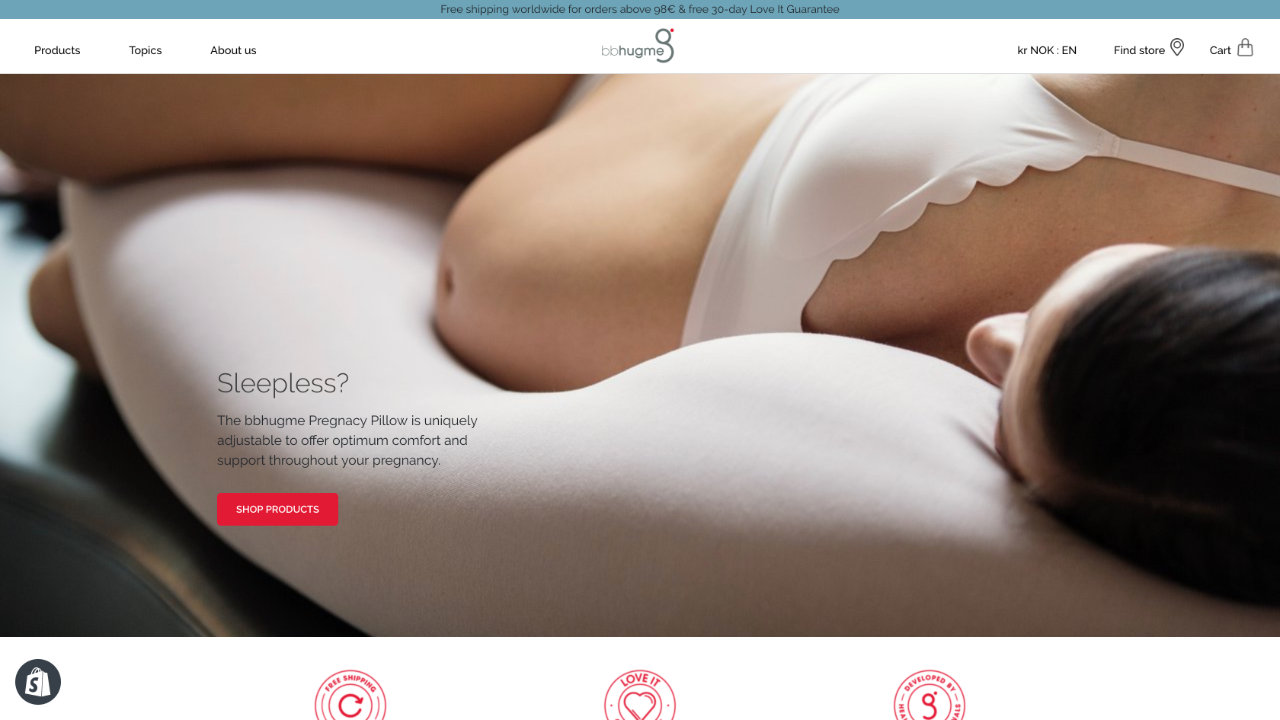 Free shipping worldwide for orders above 98€ & free 30-day Love It Guarantee
Products
Topics
About us
bbhugme
kr NOK : EN
Find store
Cart
Sleepless?
The bbhugme Pregnacy Pillow is uniquely
adjustable to offer optimum comfort and
support throughout your pregnancy.
SHOP PRODUCTS
FREE SHIPPING
LOVE IT
DEVELOPED BY